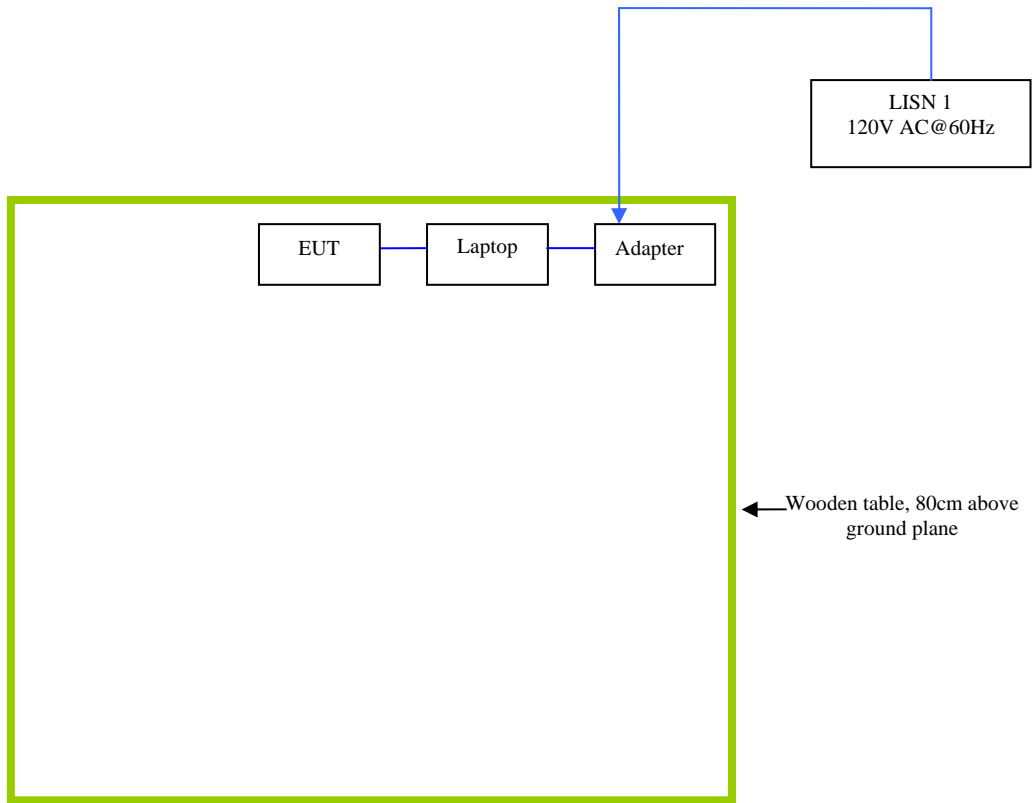 LISN 1
120V AC@60Hz
EUT
Laptop
Adapter
Wooden table, 80cm above
ground plane